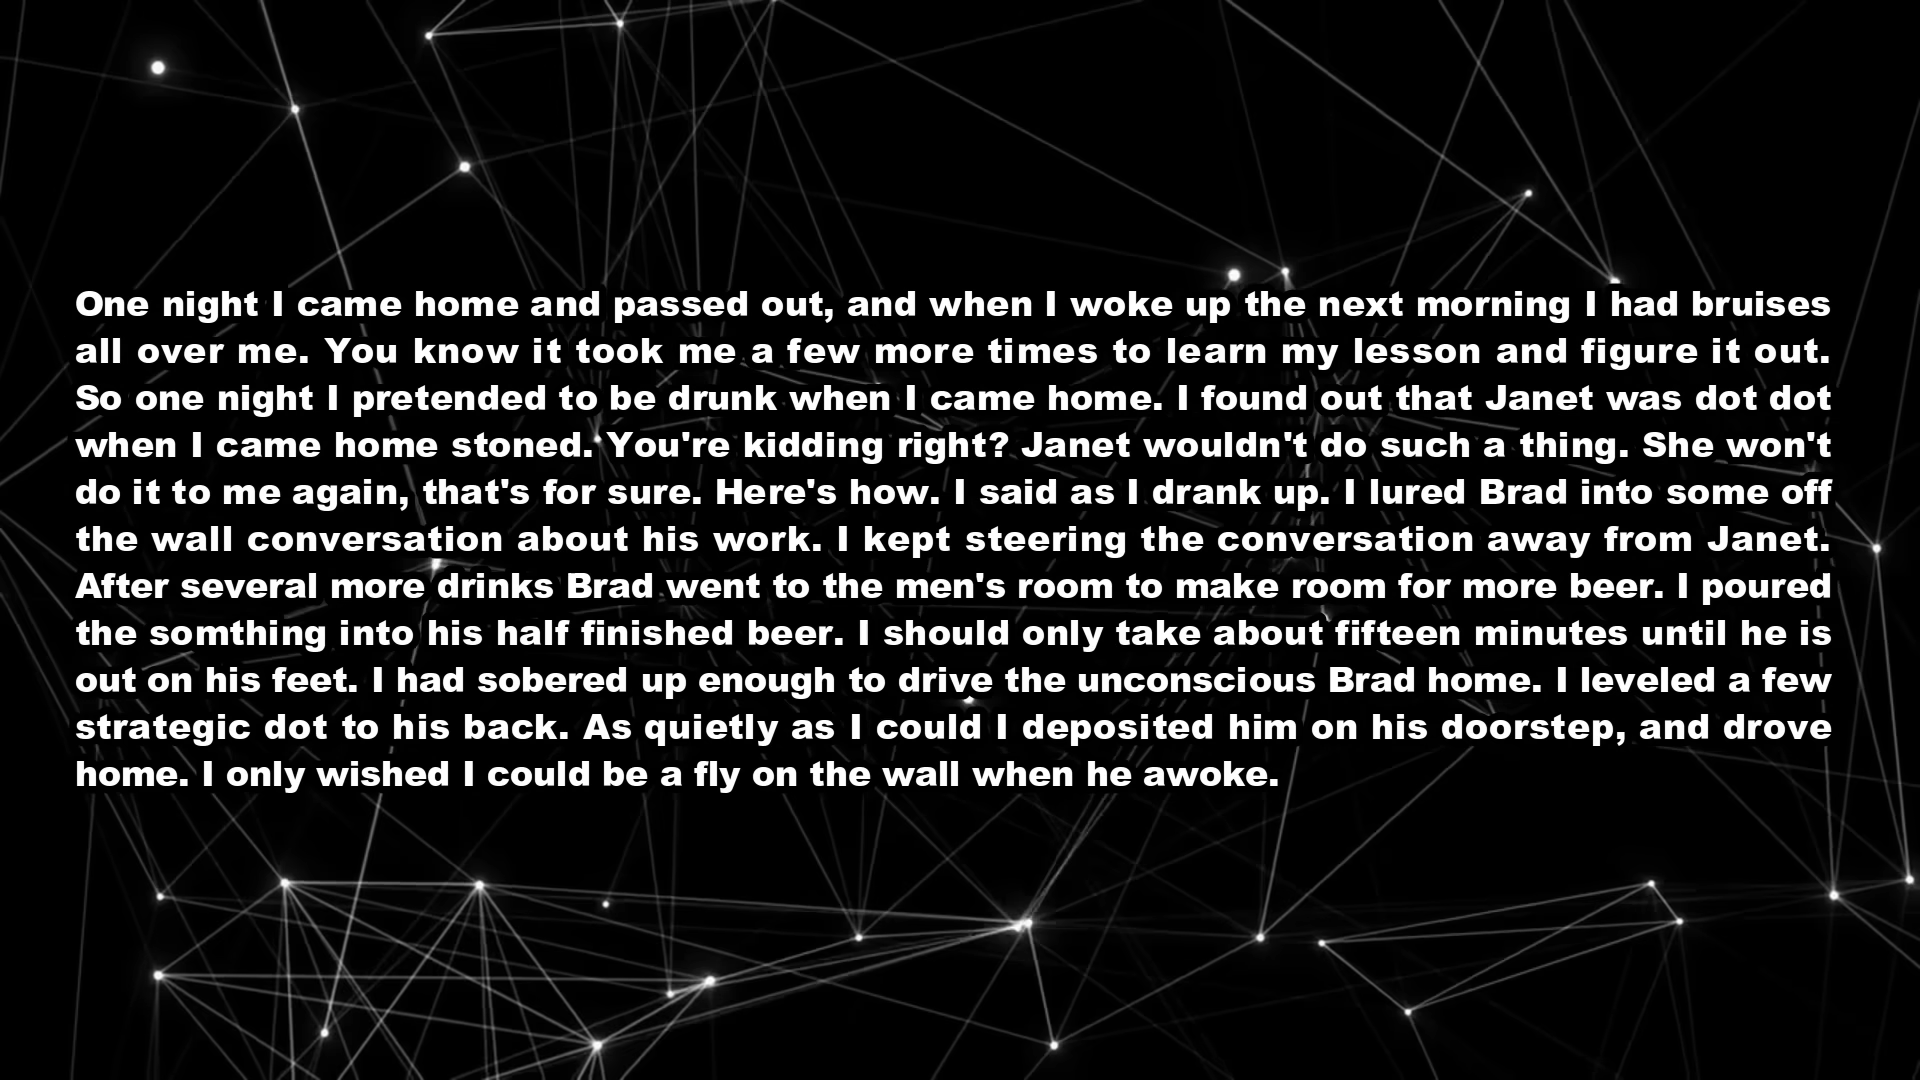 One night I came home and passed out, and when I woke up the next morning I had bruises
all over me. You know it took me a few more times to learn my lesson and figure it out.
So one night I pretended to be drunk when I came home. I found out that Janet was dot dot
when I came home stoned. You're kidding right? Janet wouldn't do such a thing. She won't
do it to me again, that's for sure. Here's how. I said as I drank up. I lured Brad into some off
the wall conversation about his work. I kept steering the conversation away from Janet.
After several more drinks Brad went to the men's room to make room for more beer. I poured
the somthing into his half finished beer. I should only take about fifteen minutes until he is
out on his feet. I had sobered up enough to drive the unconscious Brad home. I leveled a few
strategic dot to his back. As quietly as I could I deposited him on his doorstep, and drove
home. I only wished I could be a fly on the wall when he awoke.